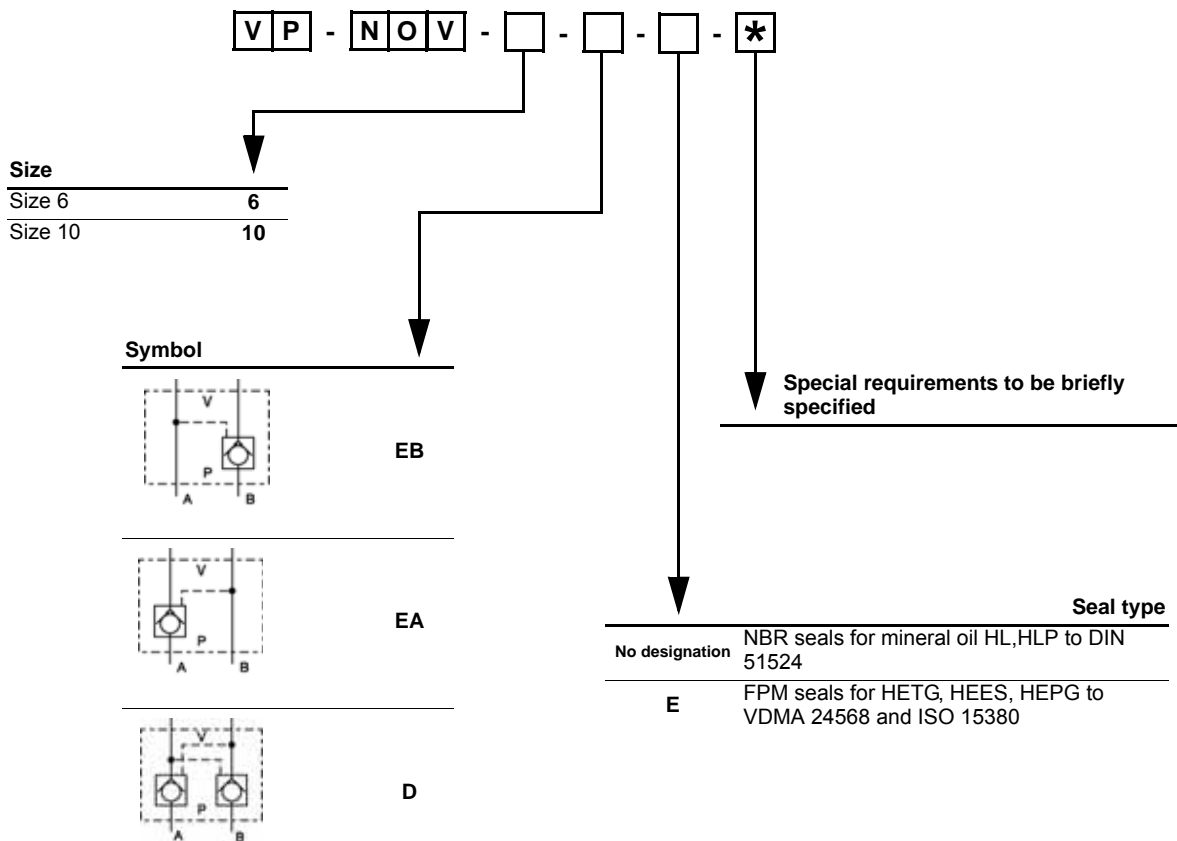 V P - N O V - - - - *
Size
Size 6 6
Size 10 10
Symbol
V
P
A B
EB
V
P
A B
EA
V
P
A B
D
Special requirements to be briefly
specified
Seal type
No designation NBR seals for mineral oil HL,HLP to DIN
51524
E FPM seals for HETG, HEES, HEPG to
VDMA 24568 and ISO 15380